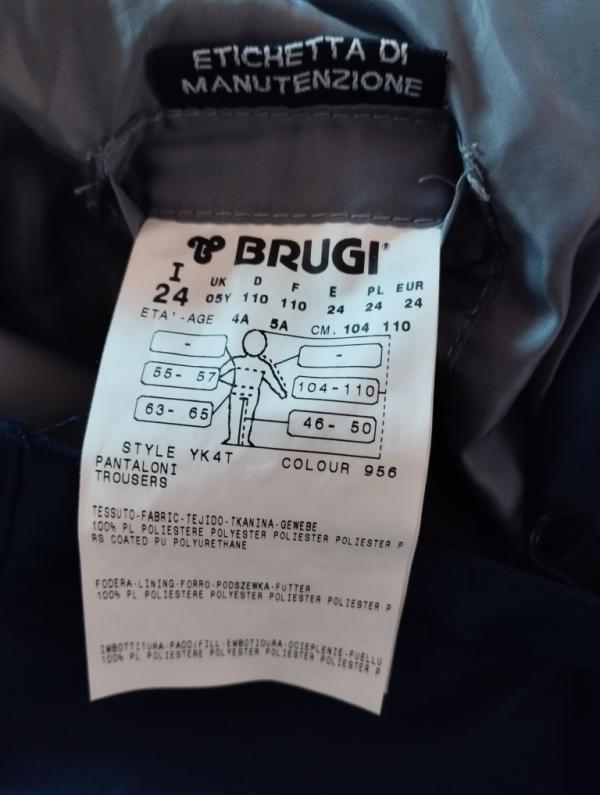 ETICHETTA DI
MANUTENZIONE
BRUGI®
I UK D F E PL EUR
24 05Y 110 110 24 24 24
ETA'-AGE 4A 5A CM. 104 110
- -
55- 57 104-110
63- 65 46- 50
STYLE YK4T COLOUR 956
PANTALONI
TROUSERS
TESSUTO-FABRIC-TEJIDO-TKANINA-GEWEBE
100% PL POLIESTERE POLYESTER POLIESTER POLIESTER P
RS COATED PU POLYURETHANE
FODERA-LINING-FORRO-PODSZEWKA-FUTTER
100% PL POLIESTERE POLYESTER POLIESTER POLIESTER P
IMBOTTITURA-PADD/FILL-EMBOTIDURA-OCIEPLENIE-FUELLU
100% PL POLIESTERE POLYESTER POLIESTER POLIESTER P